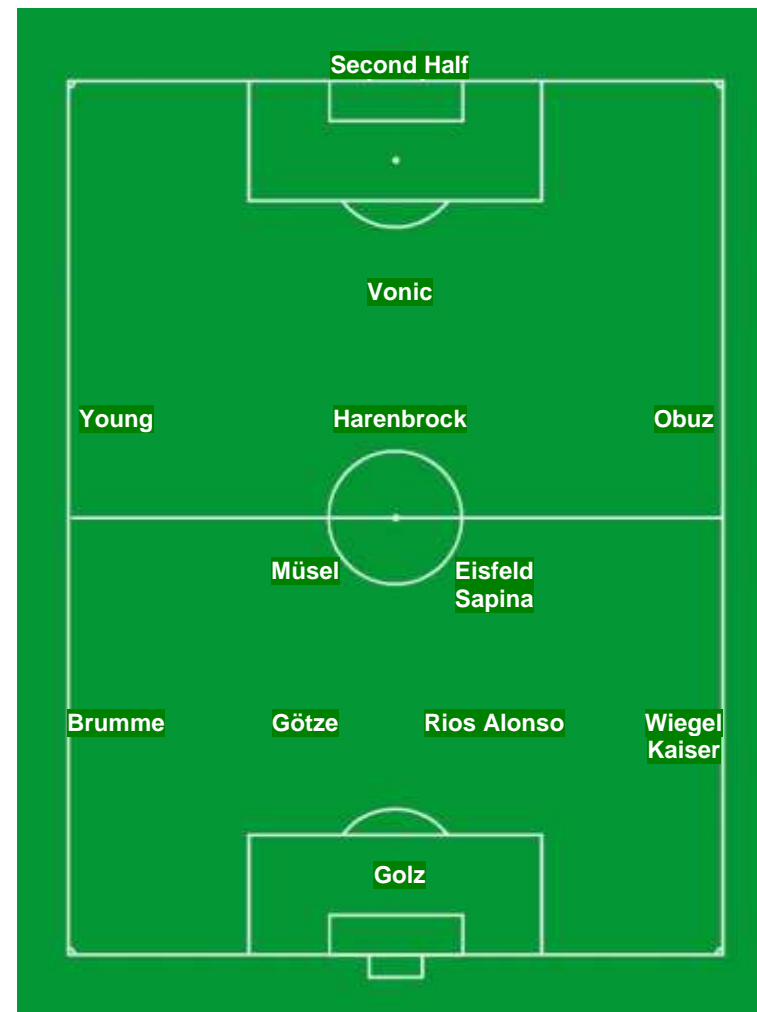 Second Half
Vonic
Young Harenbrock Obuz
Müsel Eisfeld
Sapina
Brumme Götze Rios Alonso Wiegel
Kaiser
Golz